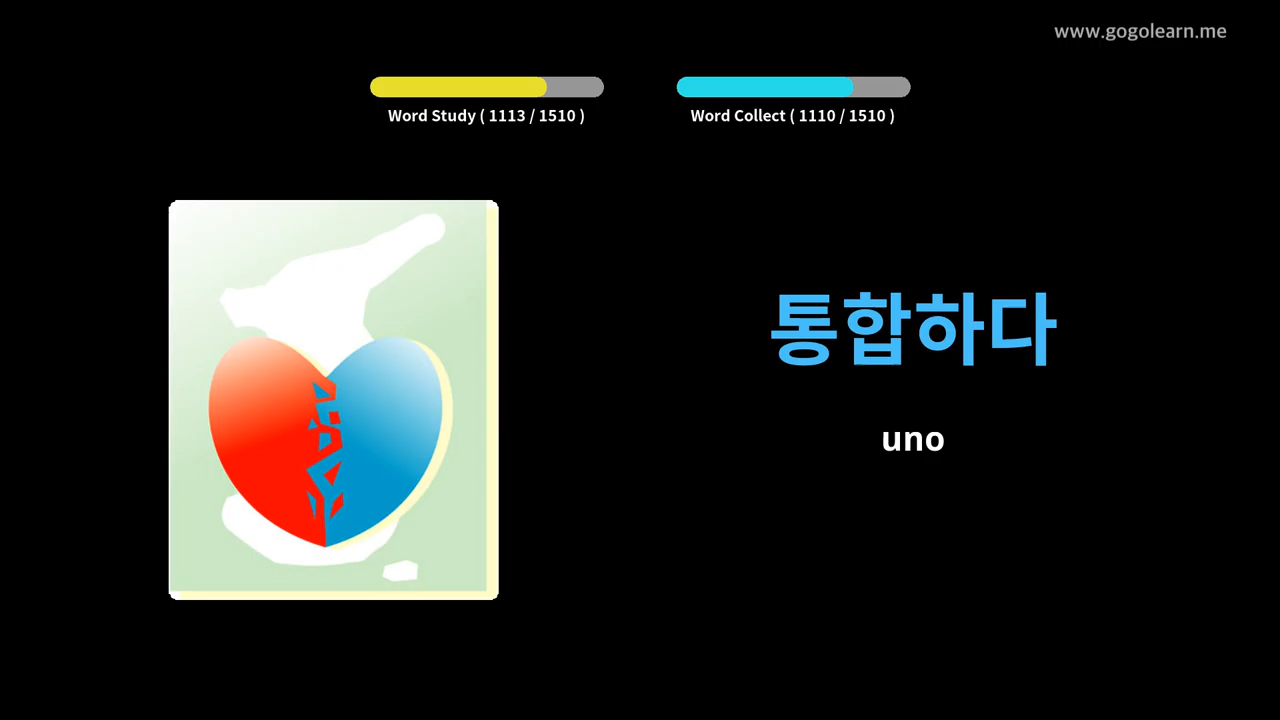 www.gogolearn.me
Word Study ( 1113 / 1510 )
Word Collect ( 1110 / 1510 )
통합하다
uno